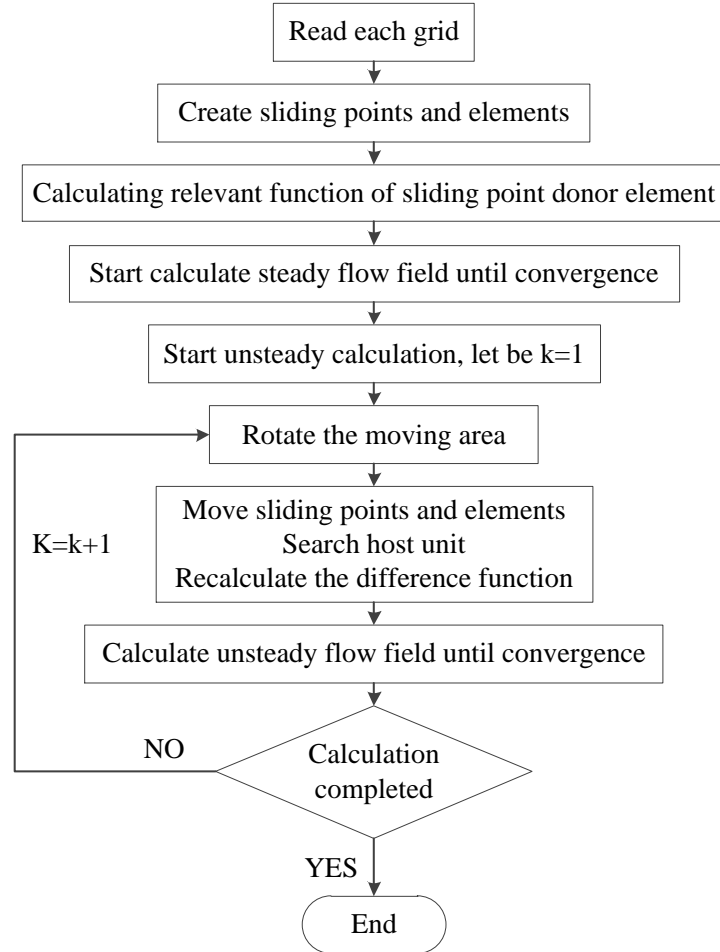 Read each grid
Create sliding points and elements
Calculating relevant function of sliding point donor element
Start calculate steady flow field until convergence
Start unsteady calculation, let be k=1
Rotate the moving area
Move sliding points and elements
Search host unit
Recalculate the difference function
K=k+1
Calculate unsteady flow field until convergence
NO
Calculation
completed
YES
End